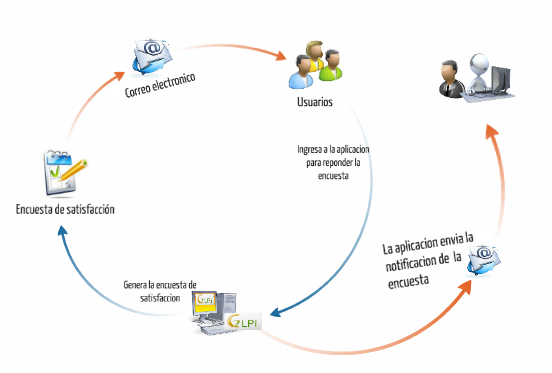 Correo electronico
Usuarios
Ingresa a la aplicacion
para reponder la
encuesta
Encuesta de satisfacción
La aplicacion envia la
notificacion de la
encuesta
Genera la encuesta de
satisfaccion
GLPi
GLPi